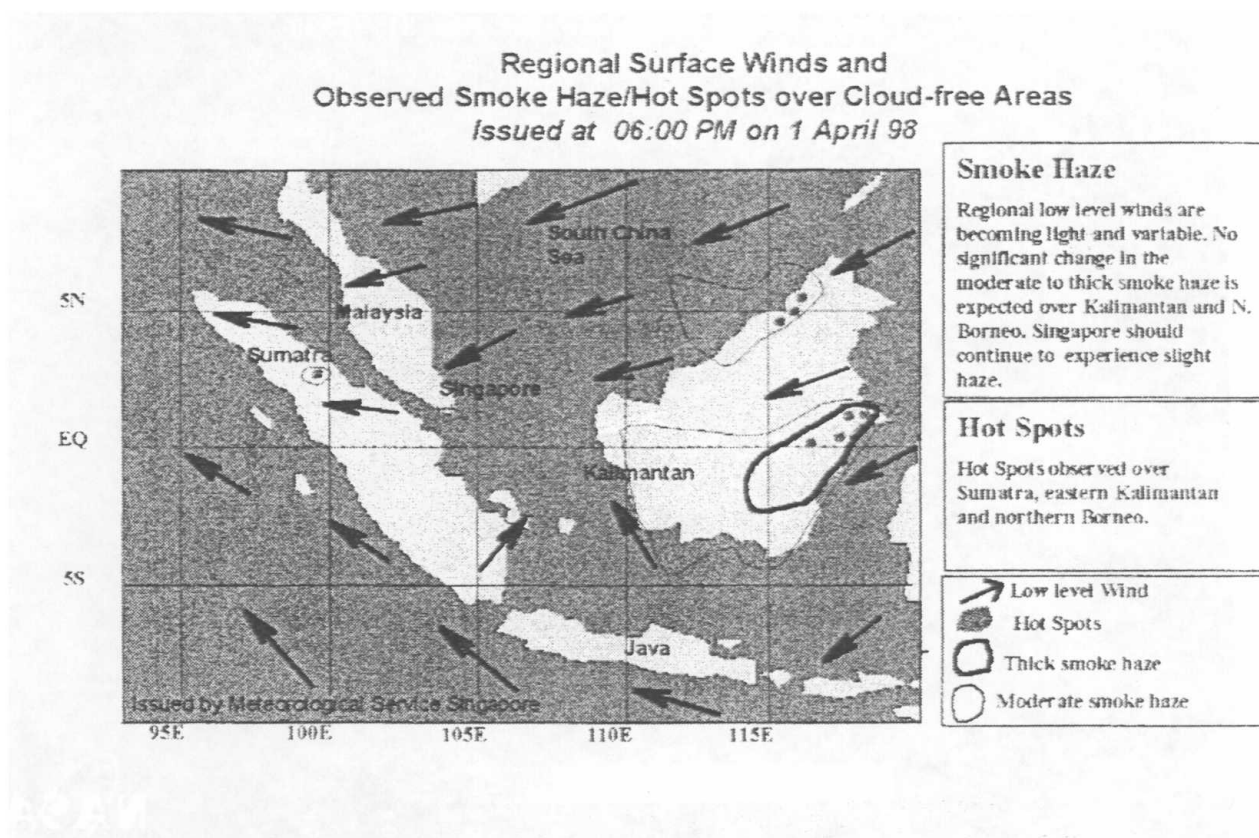 Regional Surface Winds and
Observed Smoke Haze/Hot Spots over Cloud-free Areas
Issued at 06:00 PM on 1 April 98
Smoke Haze
Regional low level winds are
becoming light and variable. No
significant change in the
moderate to thick smoke haze is
expected over Kalimantan and N.
Borneo. Singapore should
continue to experience slight
haze.
Hot Spots
Hot Spots observed over
Sumatra, eastern Kalimantan
and northern Borneo.
Low level Wind
Hot Spots
Thick smoke haze
Moderate smoke haze
South China
Sea
5N
Malaysia
Sumatra
Singapore
EQ
Kalimantan
5S
Java
Issued by Meteorological Service Singapore
95E 100E 105E 110E 115E